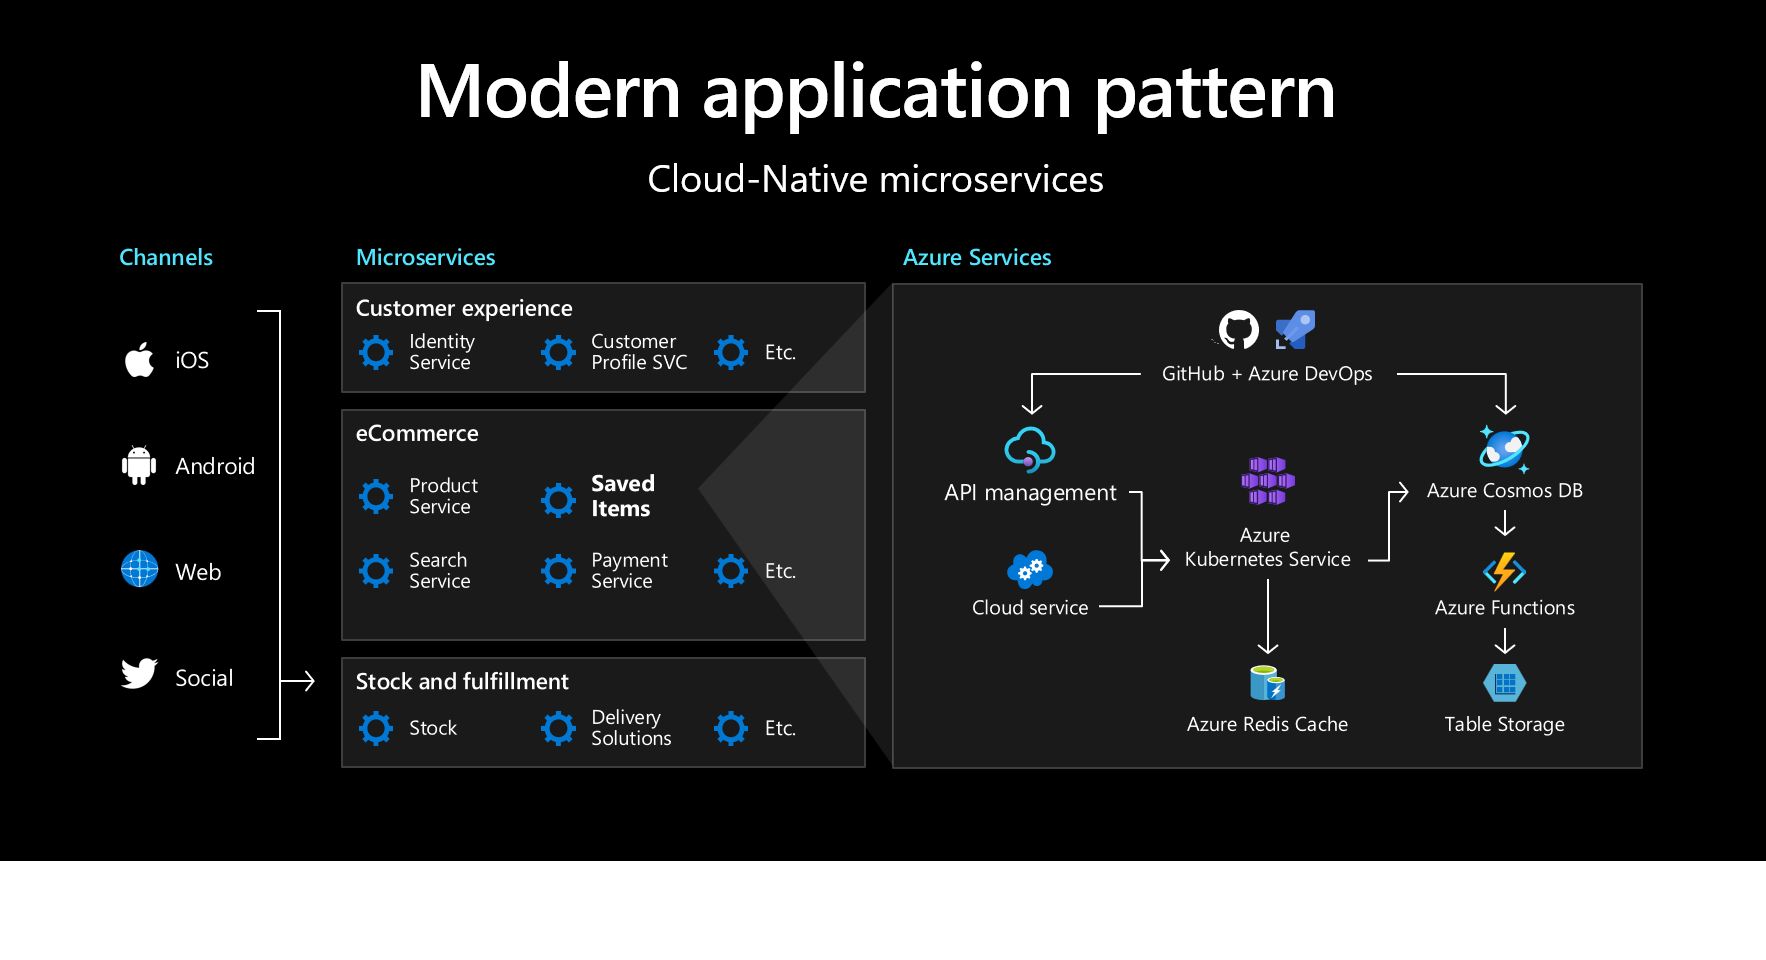 Modern application pattern
Cloud-Native microservices
Channels
iOS
Android
Web
Social
Microservices
Customer experience
Identity
Service
Customer
Profile SVC
Etc.
eCommerce
Product
Service
Saved
Items
Search
Service
Payment
Service
Etc.
Stock and fulfillment
Stock
Delivery
Solutions
Etc.
Azure Services
GitHub + Azure DevOps
API management
Cloud service
Azure
Kubernetes Service
Azure Redis Cache
Azure Cosmos DB
Azure Functions
Table Storage